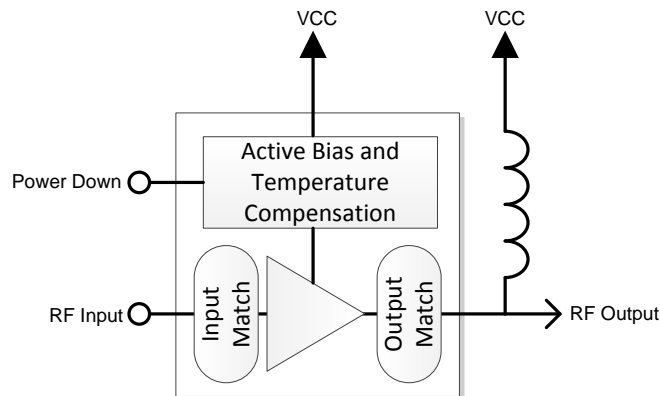 VCC
VCC
Active Bias and
Temperature
Compensation
Power Down
RF Input
Input
Match
Output
Match
RF Output